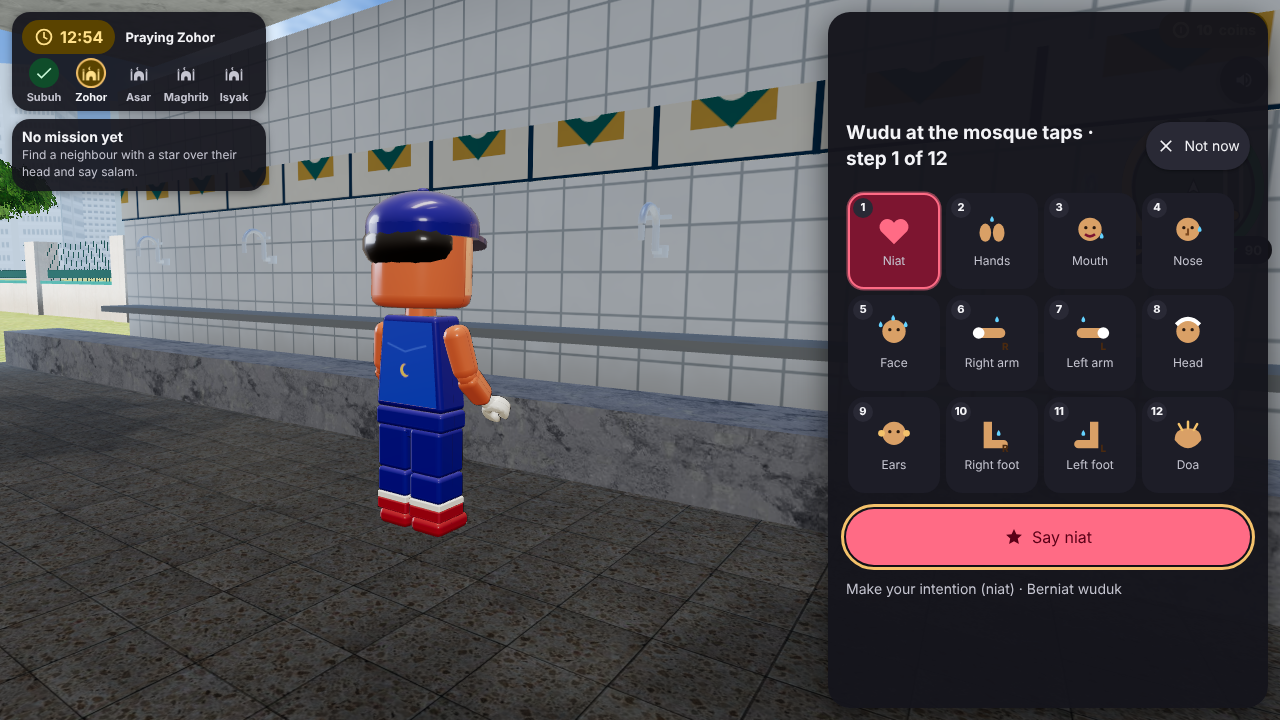 12:54
Praying Zohor
Subuh
Zohor
Asar
Maghrib
Isyak
No mission yet
Find a neighbour with a star over their
head and say salam.
10 coins
Wudu at the mosque taps ·
step 1 of 12
Not now
1
Niat
2
Hands
3
Mouth
4
Nose
5
Face
6
Right arm
7
Left arm
8
Head
9
Ears
10
Right foot
11
Left foot
12
Doa
Say niat
Make your intention (niat) · Berniat wuduk